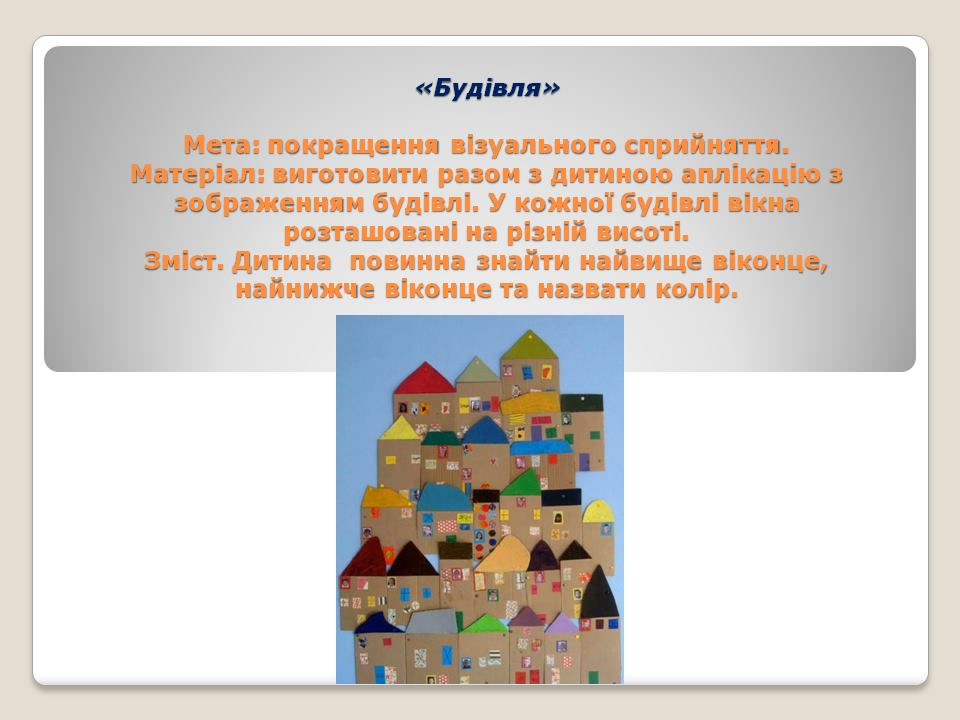 «Будівля»
Мета: покращення візуального сприйняття.
Матеріал: виготовити разом з дитиною аплікацію з
зображенням будівлі. У кожної будівлі вікна
розташовані на різній висоті.
Зміст. Дитина  повинна знайти найвище віконце,
найнижче віконце та назвати колір.